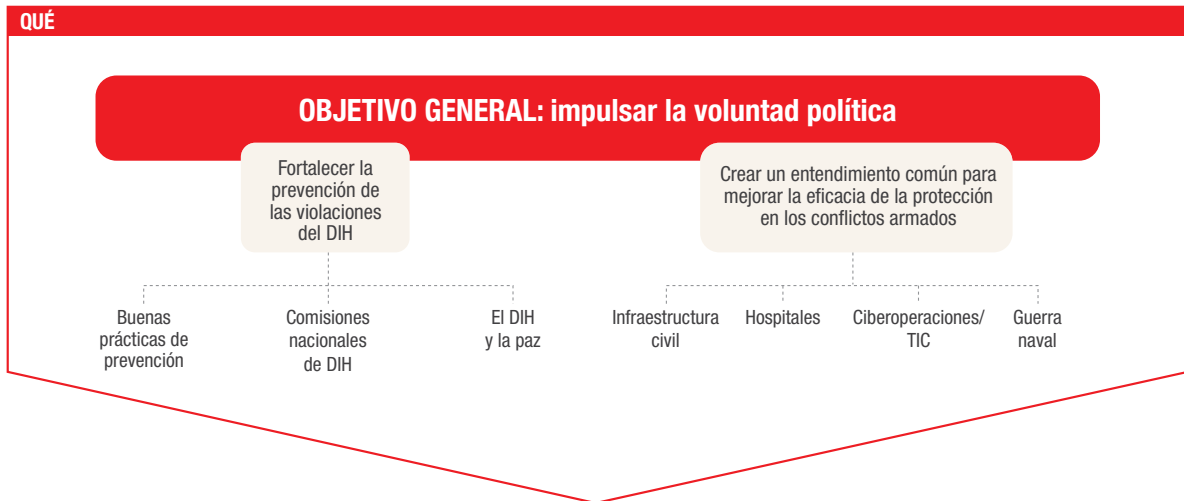 QUÉ
OBJETIVO GENERAL: impulsar la voluntad política
Fortalecer la
prevención de
las violaciones
del DIH
Crear un entendimiento común para
mejorar la eficacia de la protección
en los conflictos armados
Buenas
prácticas de
prevención
Comisiones
nacionales
de DIH
El DIH
y la paz
Infraestructura
civil
Hospitales
Ciberoperaciones/
TIC
Guerra
naval